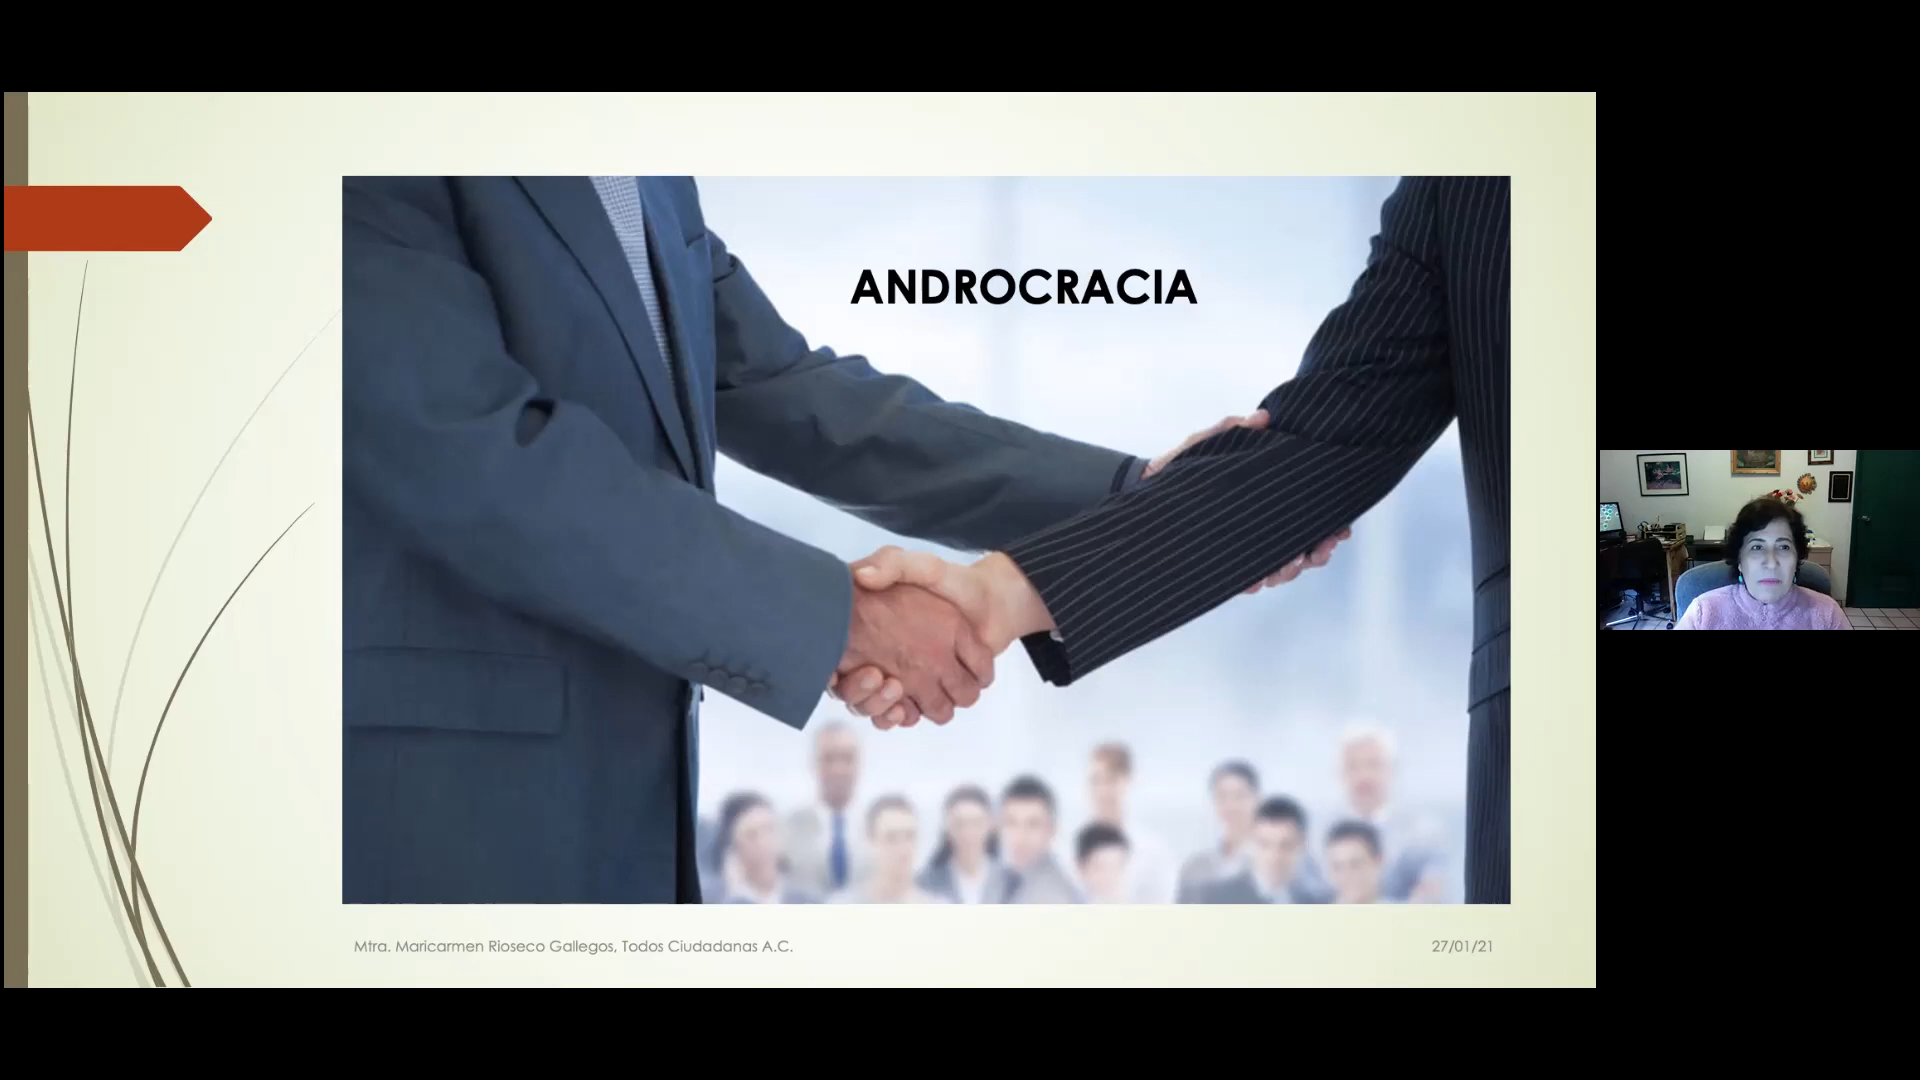 ANDROCRACIA
Mtra. Maricarmen Rioseco Gallegos, Todos Ciudadanas A.C.
27/01/21